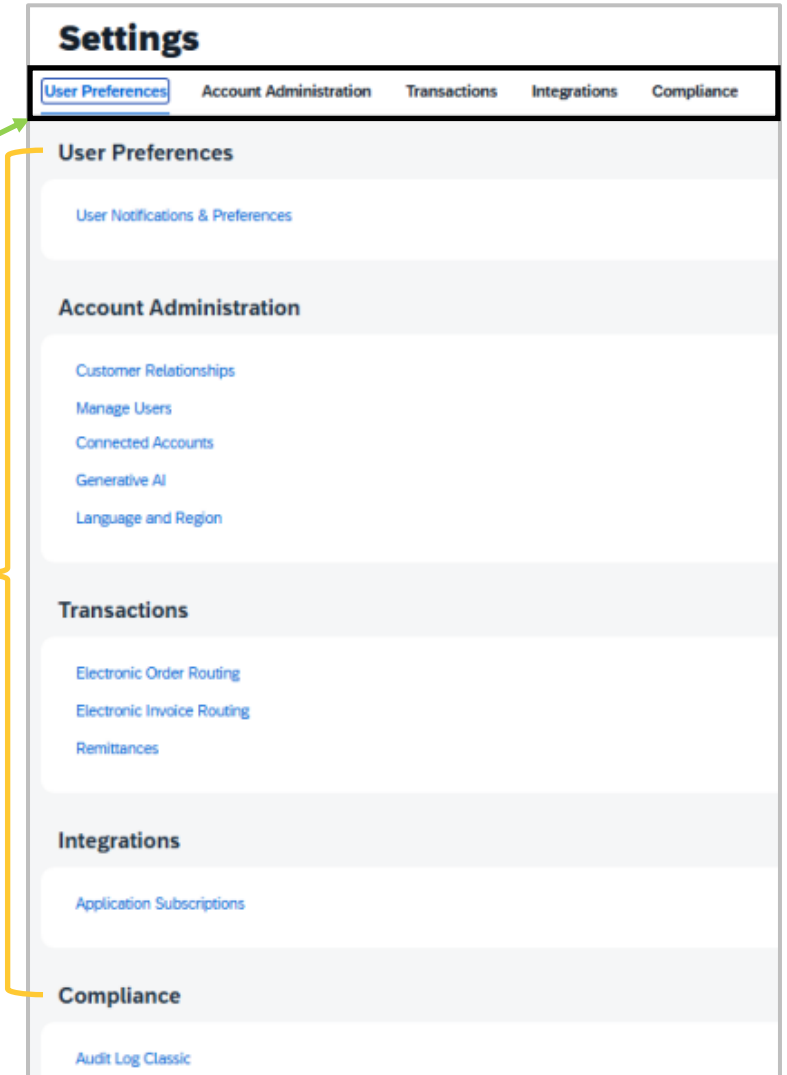 Settings
User Preferences Account Administration Transactions Integrations Compliance
User Preferences
User Notifications & Preferences
Account Administration
Customer Relationships
Manage Users
Connected Accounts
Generative AI
Language and Region
Transactions
Electronic Order Routing
Electronic Invoice Routing
Remittances
Integrations
Application Subscriptions
Compliance
Audit Log Classic